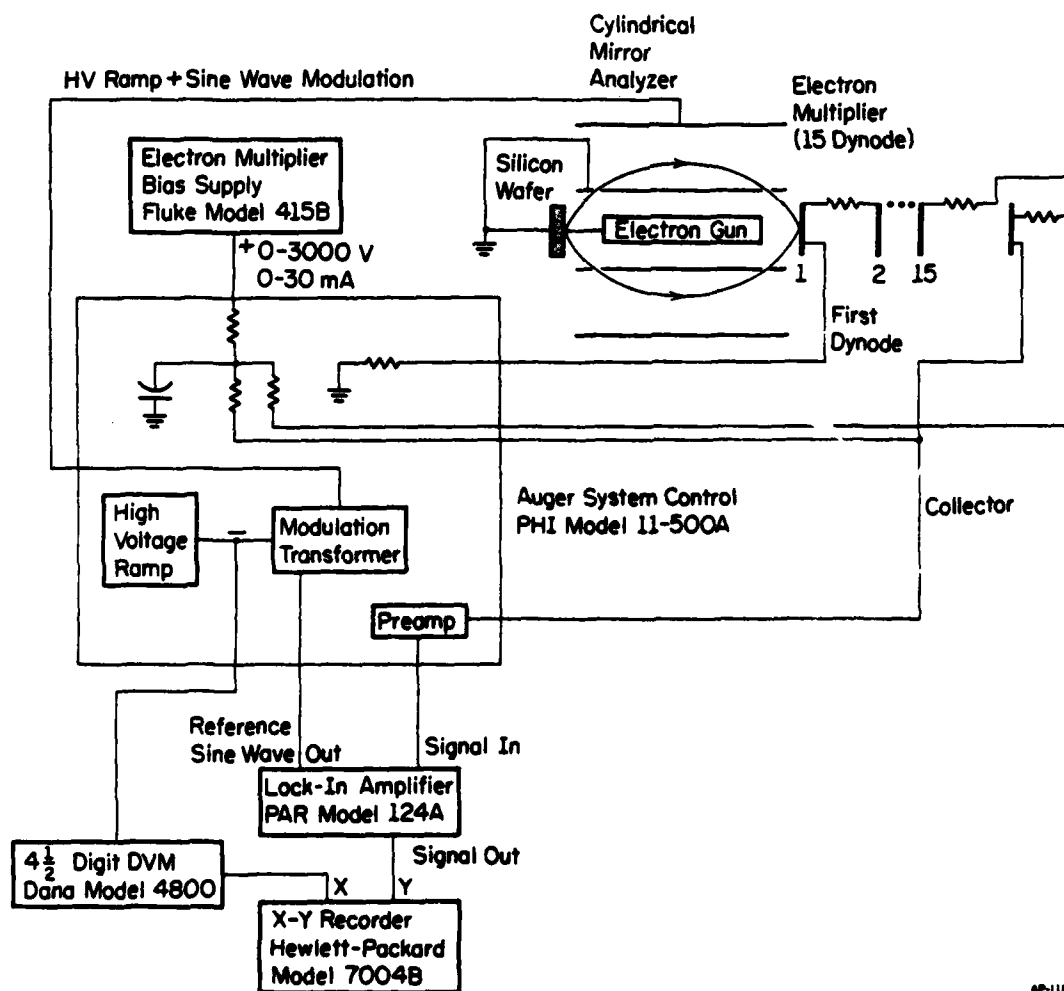 HV Ramp + Sine Wave Modulation
Cylindrical
Mirror
Analyzer
Electron
Multiplier
(15 Dynode)
Electron Multiplier
Bias Supply
Fluke Model 415B
+ 0-3000 V
0-30 mA
Silicon
Wafer
Electron Gun
1
2
15
First
Dynode
High
Voltage
Ramp
−
Modulation
Transformer
Auger System Control
PHI Model 11-500A
Collector
Preamp
Reference
Sine Wave Out
Signal In
Lock-In Amplifier
PAR Model 124A
Signal Out
4 1/2 Digit DVM
Dana Model 4800
X
Y
X-Y Recorder
Hewlett-Packard
Model 7004B